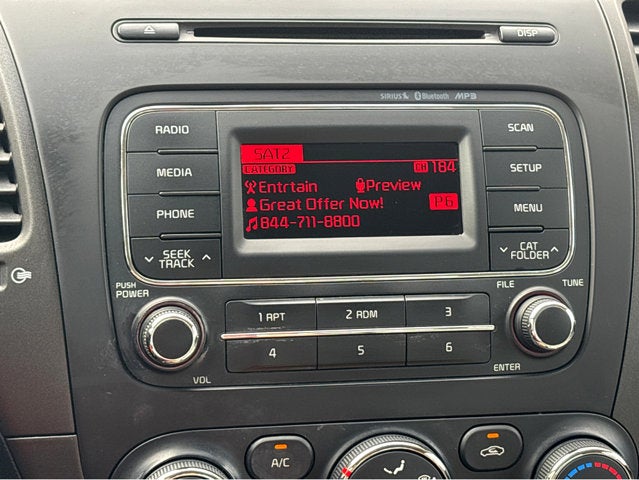 DISP
SIRIUS Bluetooth MP3
RADIO
SCAN
SAT2
CATEGORY CH 184
MEDIA
SETUP
Entrtain Preview
Great Offer Now! P6
844-711-8800
PHONE
MENU
SEEK
TRACK
CAT
FOLDER
PUSH
POWER
FILE
TUNE
1 RPT
2 RDM
3
4
5
6
VOL
ENTER
A/C